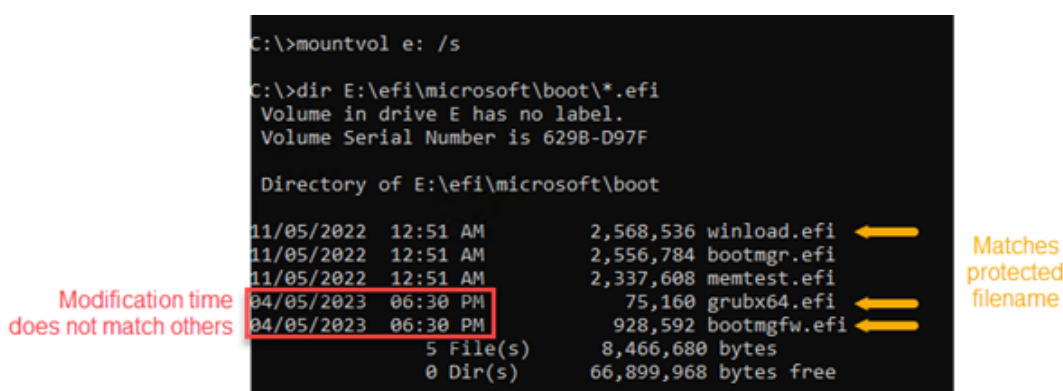 C:\>mountvol e: /s
C:\>dir E:\efi\microsoft\boot\*.efi
Volume in drive E has no label.
Volume Serial Number is 629B-D97F
Directory of E:\efi\microsoft\boot
11/05/2022 12:51 AM 2,568,536 winload.efi
11/05/2022 12:51 AM 2,556,784 bootmgr.efi
11/05/2022 12:51 AM 2,337,608 memtest.efi
04/05/2023 06:30 PM 75,160 grubx64.efi
04/05/2023 06:30 PM 928,592 bootmgfw.efi
5 File(s) 8,466,680 bytes
0 Dir(s) 66,899,968 bytes free
Modification time
does not match others
Matches
protected
filename